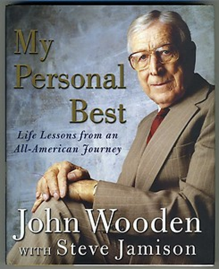 My
Personal
Best
Life Lessons from an
All-American Journey
John Wooden
WITH Steve Jamison